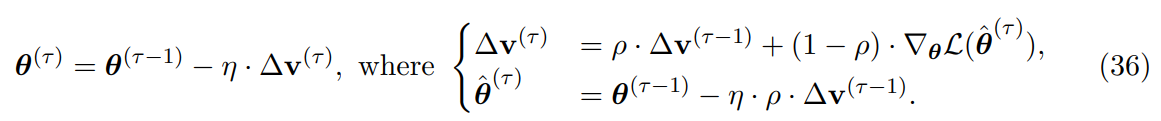 𝛉^(τ) = 𝛉^(τ−1) − η · Δ𝐯^(τ), where { Δ𝐯^(τ) = ρ · Δ𝐯^(τ−1) + (1 − ρ) · ∇_𝛉 ℒ(𝛉̂^(τ)),
𝛉̂^(τ) = 𝛉^(τ−1) − η · ρ · Δ𝐯^(τ−1). (36)